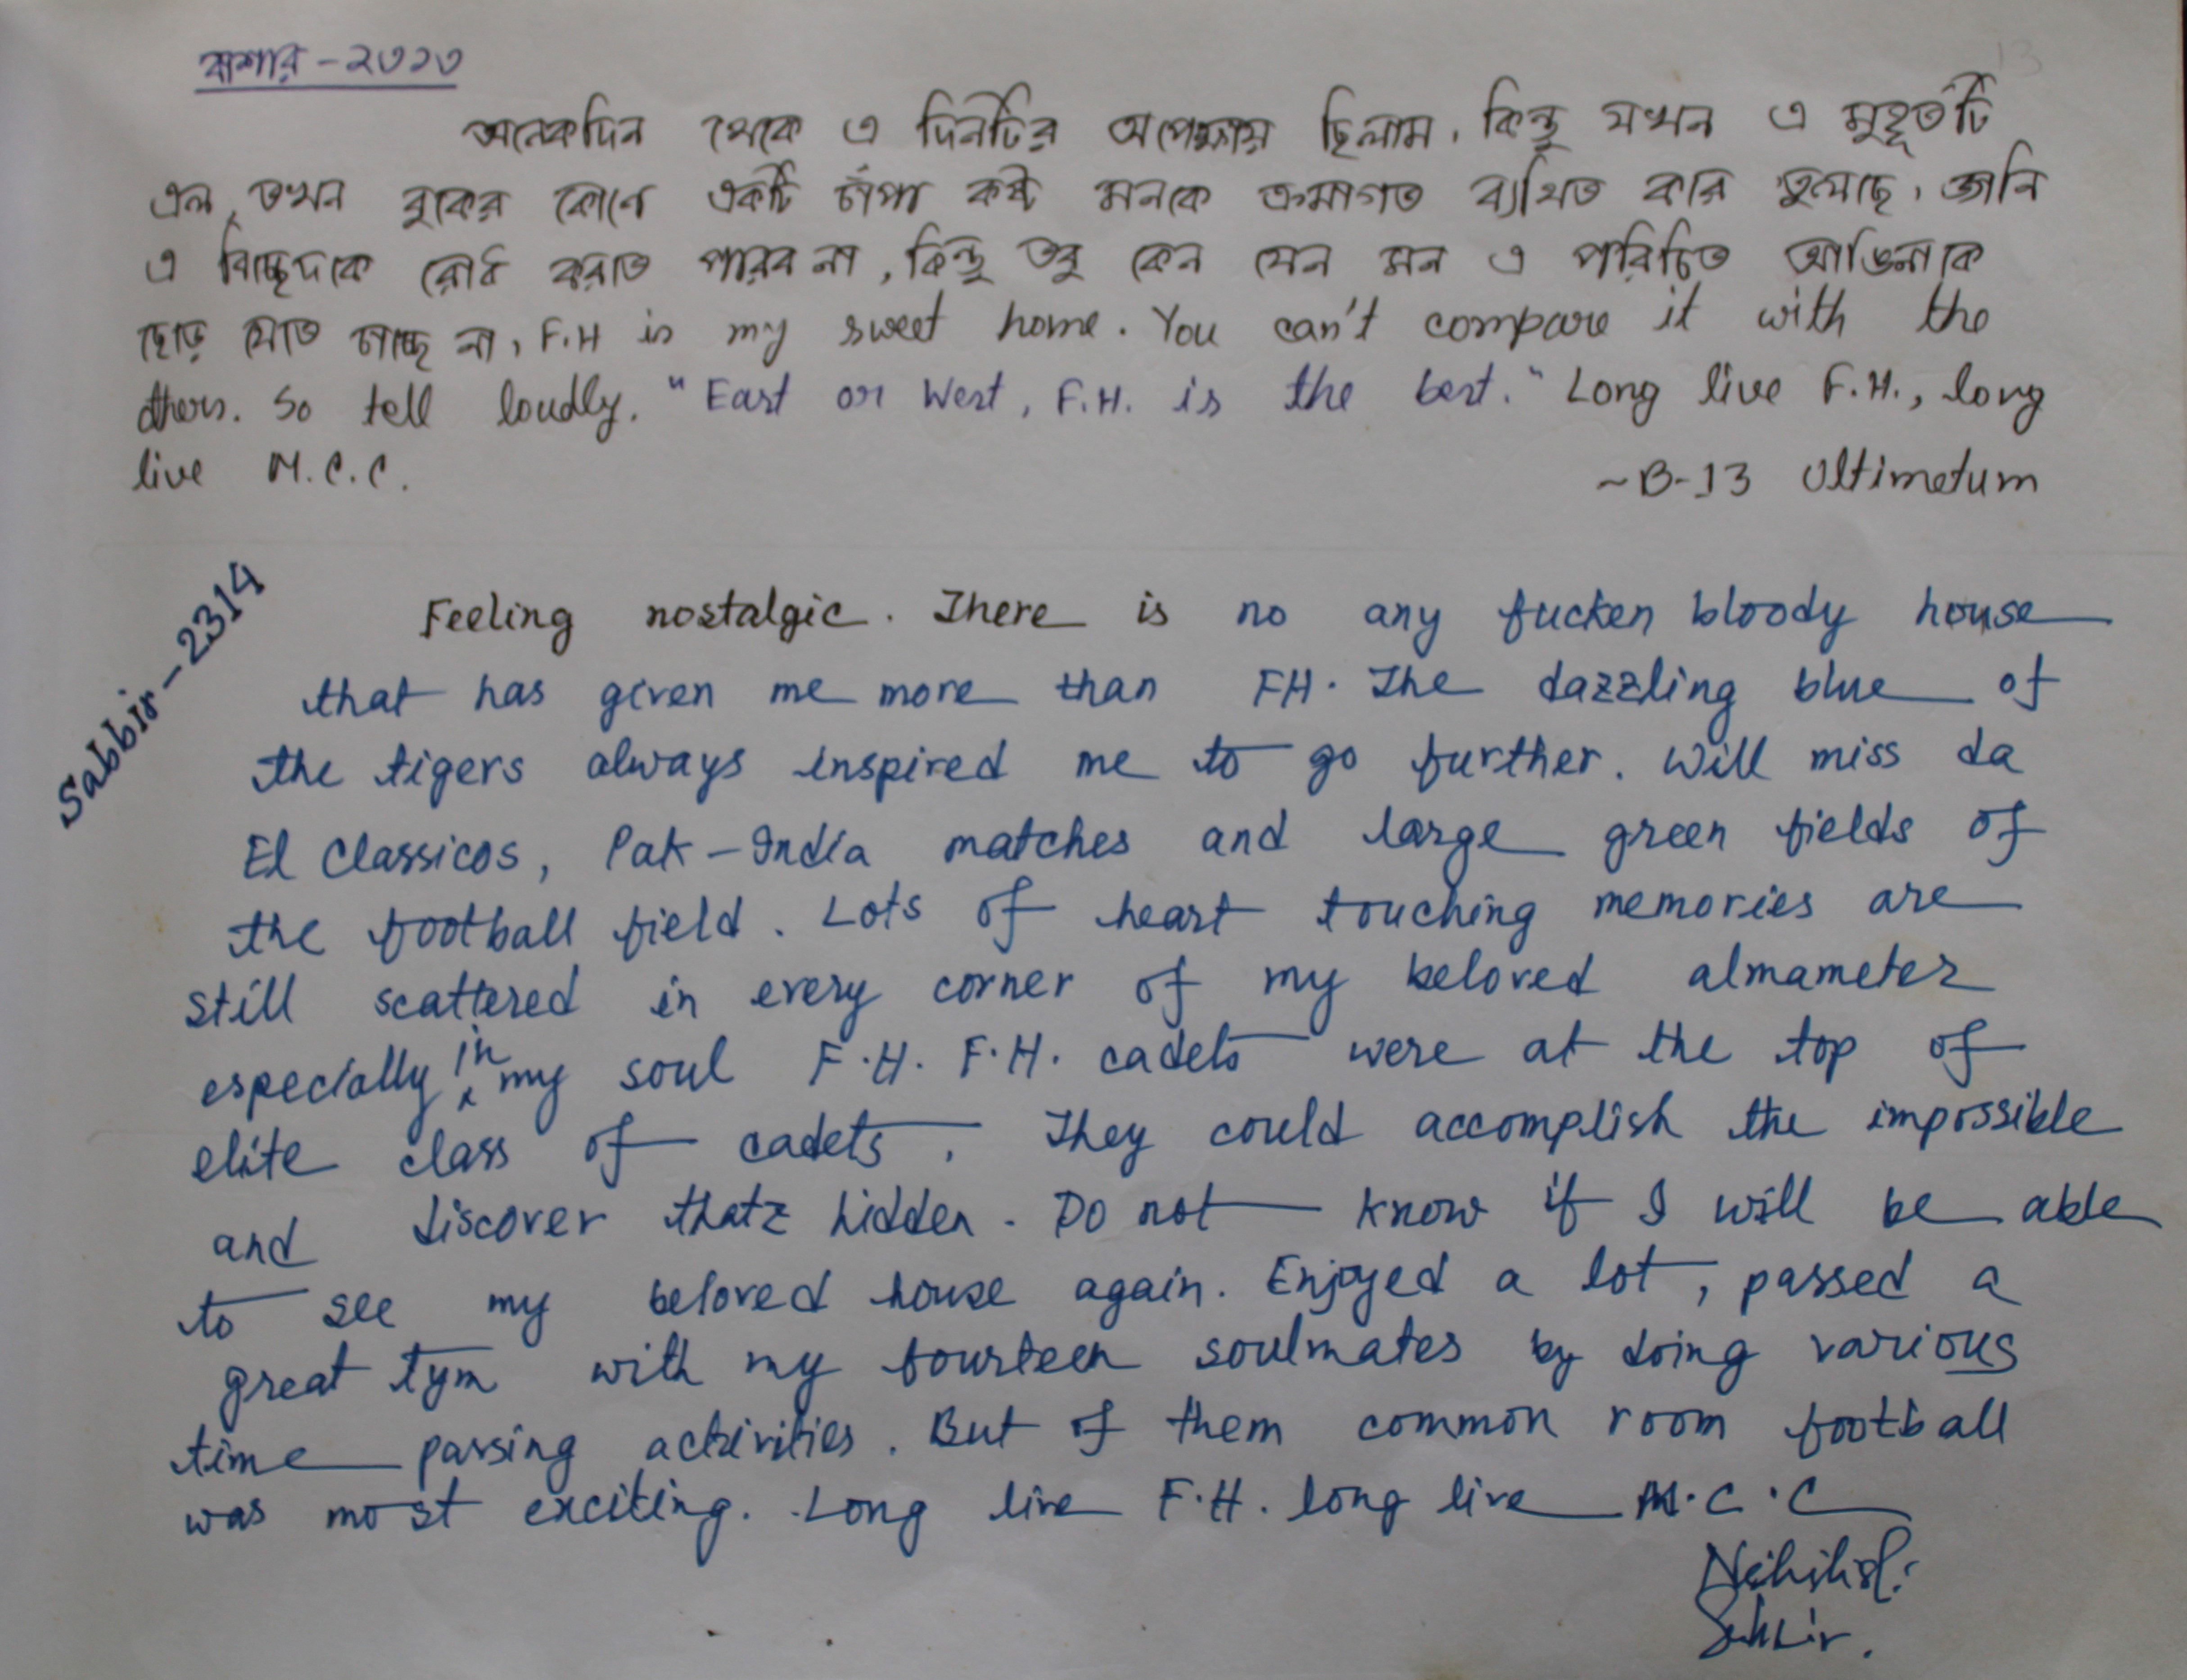 বাশার - ২৩১৩
13
অনেকদিন থেকে এ দিনটির অপেক্ষায় ছিলাম, কিন্তু যখন এ মুহূর্তটি
এল, তখন বুকের কোণে একটি চাঁপা কষ্ট মনকে ক্রমাগত ব্যথিত করে তুলেছে, জানি
এ বিচ্ছেদকে রোধ করতে পারব না, কিন্তু তবু কেন যেন মন এ পরিচিত আঙিনাকে
ছেড়ে যেতে চাচ্ছে না, F.H is my sweet home. You can't compare it with the
others. So tell loudly. "East or West, F.H. is the best." Long live F.H., long
live M.C.C.
~B-13 Ultimetum
Sabbir-2314
Feeling nostalgic. There is no any fucken bloody house
that has given me more than FH. The dazzling blue of
the tigers always inspired me to go further. Will miss da
El Classicos, Pak-India matches and large green fields of
the football field. Lots of heart touching memories are
still scattered in every corner of my beloved almameter
especially in my soul F.H. F.H. cadets were at the top of
elite class of cadets. They could accomplish the impossible
and discover thatz hidden. Do not know if I will be able
to see my beloved house again. Enjoyed a lot, passed a
great tym with my fourteen soulmates by doing various
time passing activities. But of them common room football
was most exciting. Long live F.H. long live M.C.C
Nihilist:
Sabbir.